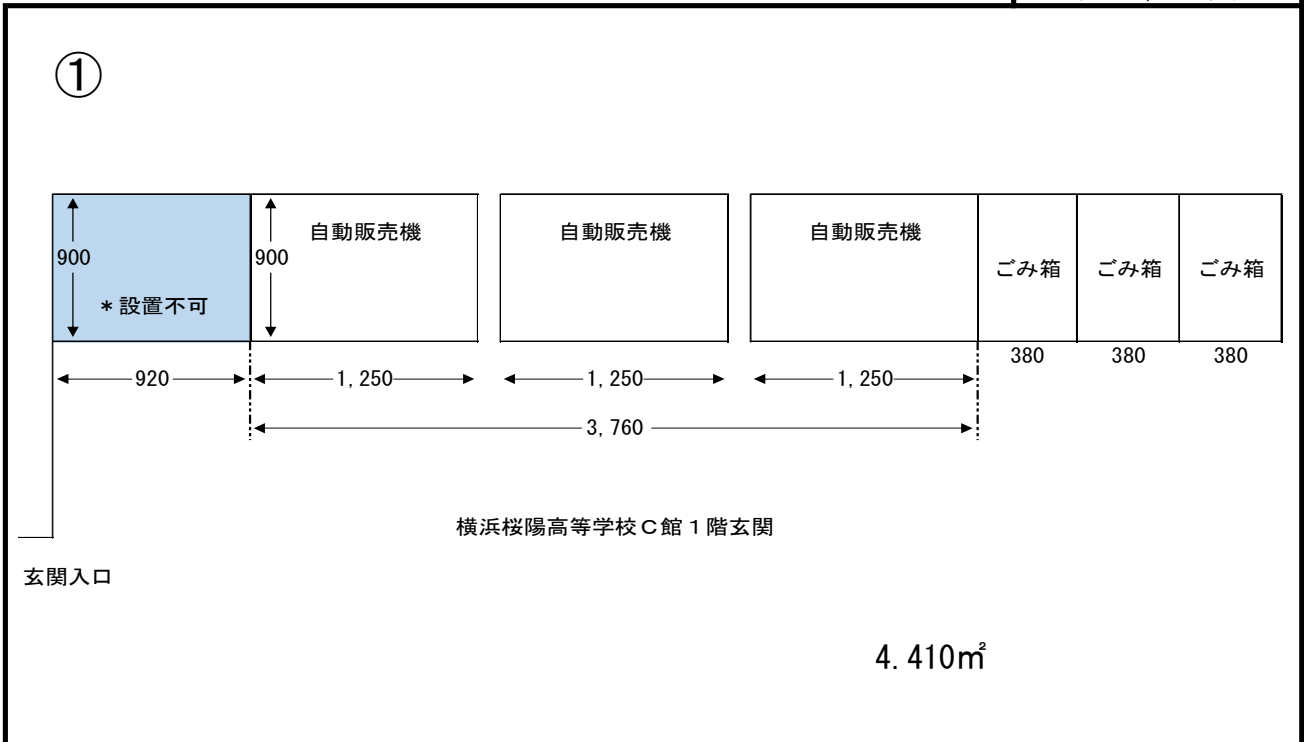 ①
自動販売機 自動販売機 自動販売機
900 900
ごみ箱 ごみ箱 ごみ箱
*設置不可
380 380 380
920 1,250 1,250 1,250
3,760
横浜桜陽高等学校C館1階玄関
玄関入口
4.410㎡